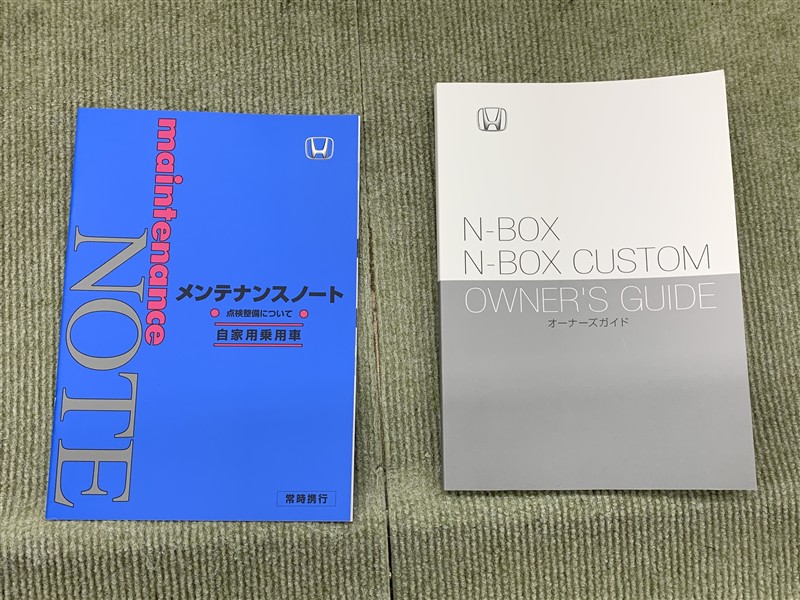 maintenance
NOTE
メンテナンスノート
点検整備について
自家用乗用車
常時携行
N-BOX
N-BOX CUSTOM
OWNER'S GUIDE
オーナーズガイド